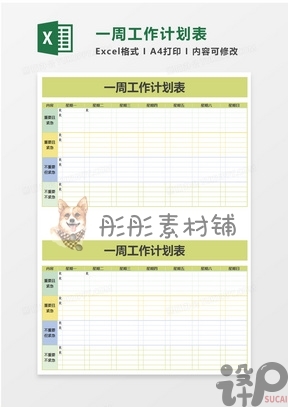 一周工作计划表
Excel格式 I A4打印 I 内容可修改
一周工作计划表
时间 星期一 星期二 星期三 星期四 星期五 星期六 星期日
重要且
紧急
重要但
不紧急
不重要
但紧急
不重要
不紧急
彤彤素材铺
一周工作计划表
时间 星期一 星期二 星期三 星期四 星期五 星期六 星期日
重要且
紧急
重要但
不紧急
不重要
但紧急
不重要
不紧急
设计
SUCAI